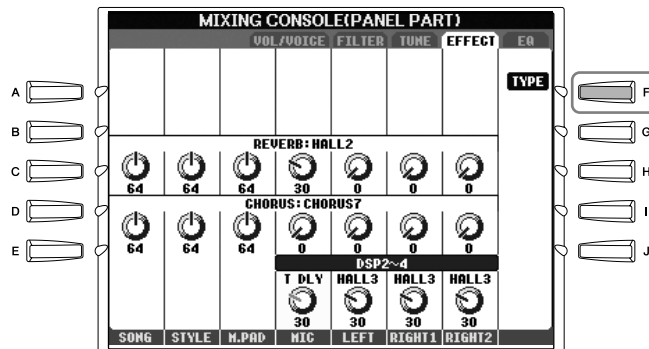 MIXING CONSOLE(PANEL PART)
VOL/VOICE FILTER TUNE EFFECT EQ
TYPE
A
F
B
G
REVERB:HALL2
C
H
64 64 64 30 0 0 0
CHORUS:CHORUS7
D
I
64 64 64 0 0 0 0
E
J
DSP2~4
T DLY HALL3 HALL3 HALL3
30 30 30 30
SONG STYLE M.PAD MIC LEFT RIGHT1 RIGHT2